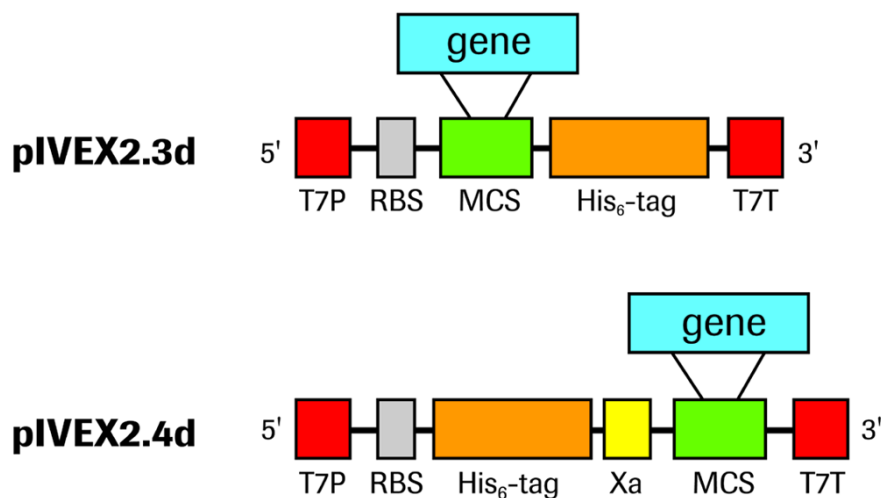 gene
pIVEX2.3d 5' 3'
T7P RBS MCS His₆-tag T7T
gene
pIVEX2.4d 5' 3'
T7P RBS His₆-tag Xa MCS T7T